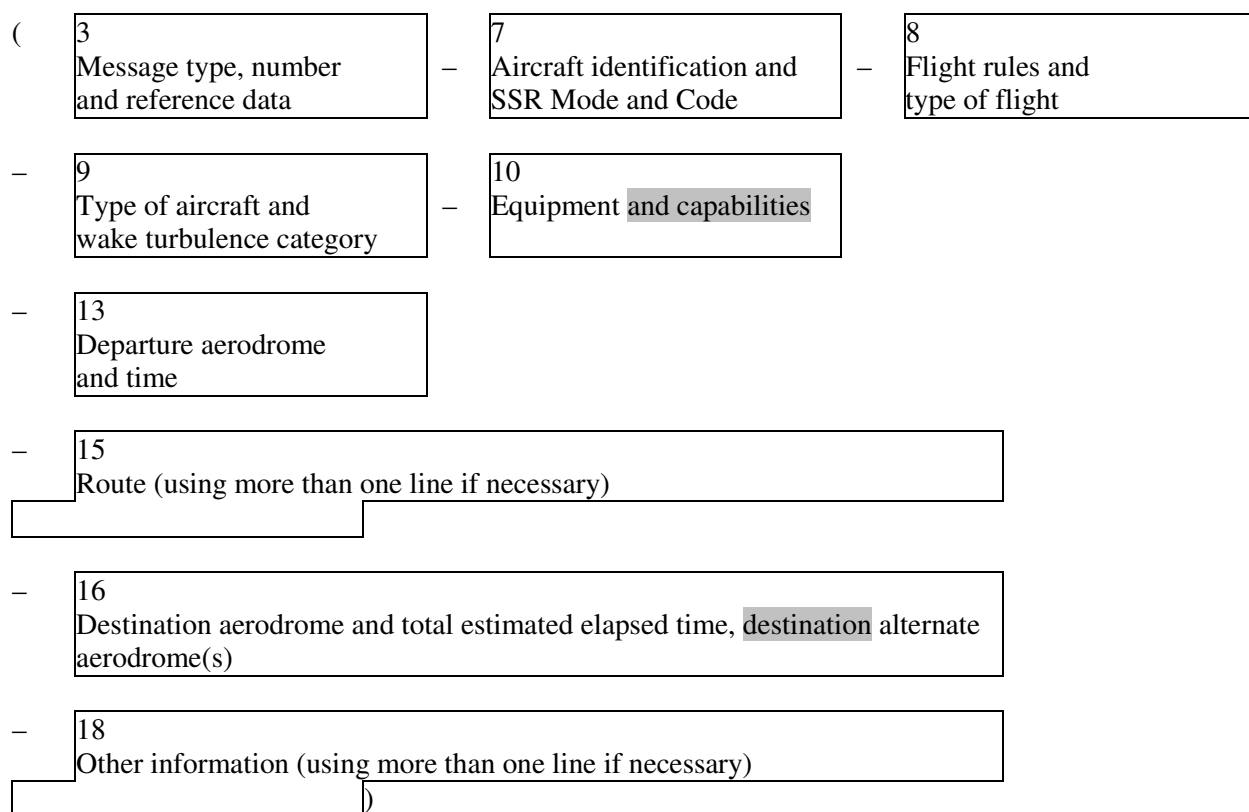 ( 3 7 8
Message type, number – Aircraft identification and – Flight rules and
and reference data SSR Mode and Code type of flight
– 9 10
Type of aircraft and – Equipment and capabilities
wake turbulence category
– 13
Departure aerodrome
and time
– 15
Route (using more than one line if necessary)
– 16
Destination aerodrome and total estimated elapsed time, destination alternate
aerodrome(s)
– 18
Other information (using more than one line if necessary)
)